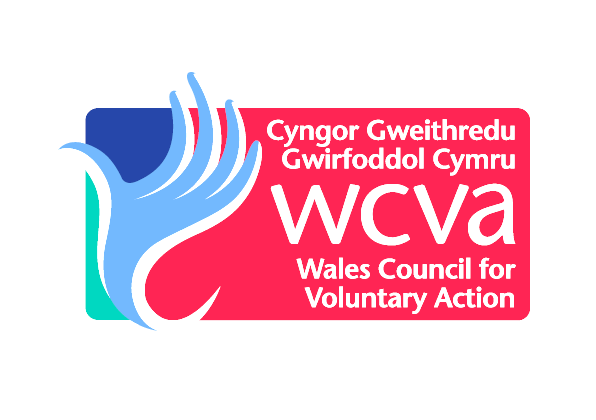 Cyngor Gweithredu
Gwirfoddol Cymru
wcva
Wales Council for
Voluntary Action